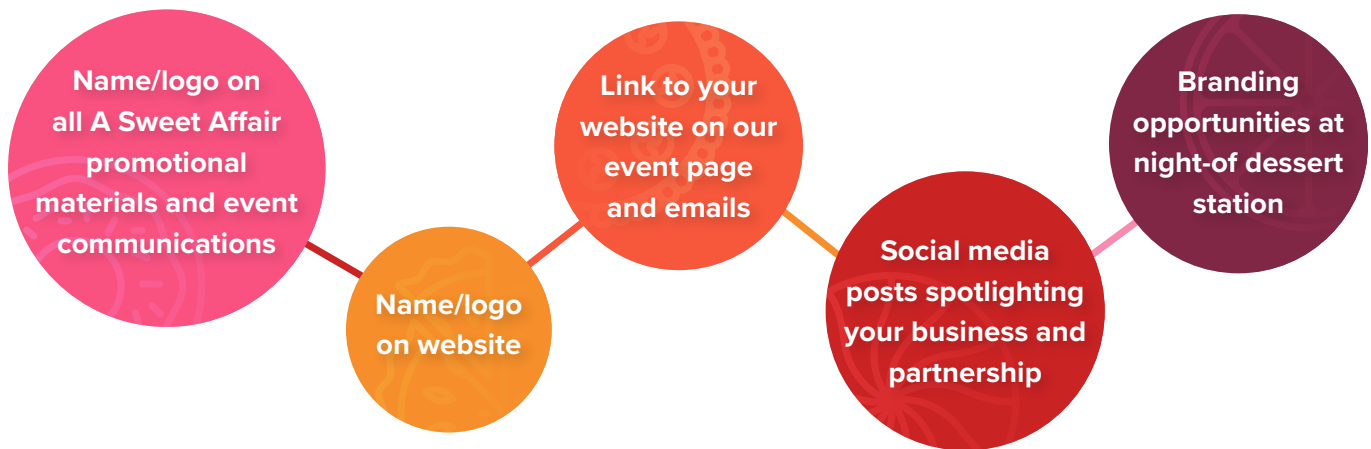 Name/logo on
all A Sweet Affair
promotional
materials and event
communications
Name/logo
on website
Link to your
website on our
event page
and emails
Social media
posts spotlighting
your business and
partnership
Branding
opportunities at
night-of dessert
station